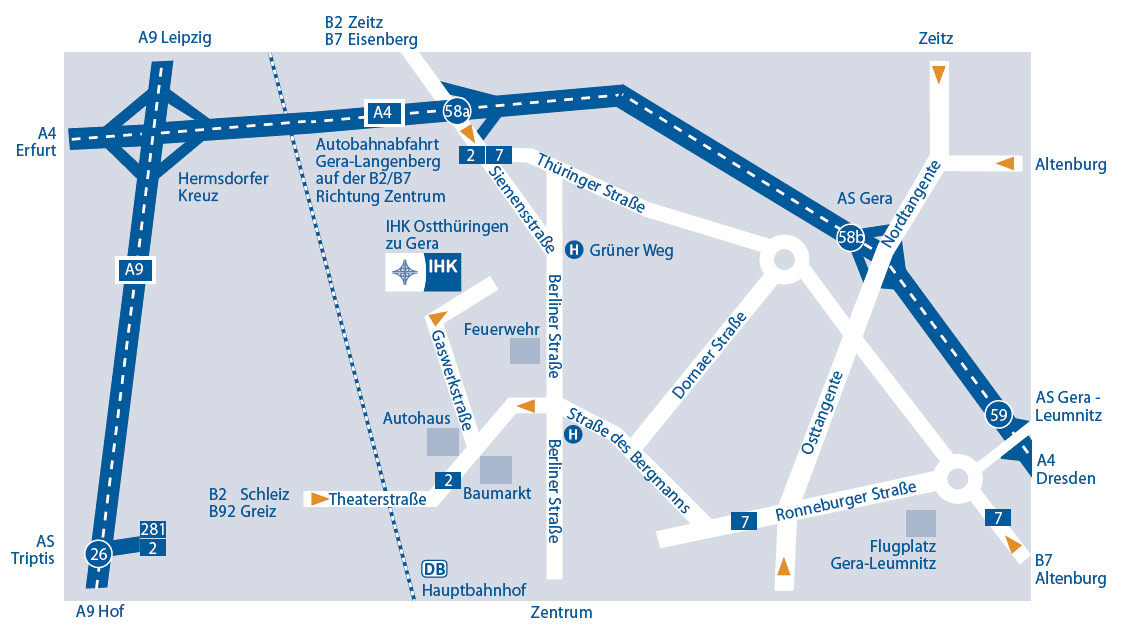 B2 Zeitz
B7 Eisenberg
A9 Leipzig
Zeitz
A4
58a
A4
Erfurt
2
7
Autobahnabfahrt
Gera-Langenberg
auf der B2/B7
Richtung Zentrum
Thüringer Straße
Siemensstraße
Hermsdorfer
Kreuz
Altenburg
AS Gera
Nordtangente
58b
IHK Ostthüringen
zu Gera
IHK
H
Grüner Weg
A9
Berliner Straße
Feuerwehr
Gaswerkstraße
Dornaer Straße
Osttangente
AS Gera -
Leumnitz
59
Autohaus
H
Straße des Bergmanns
Berliner Straße
A4
Dresden
Baumarkt
2
B2 Schleiz
B92 Greiz
Theaterstraße
Ronneburger Straße
7
7
281
2
AS
Triptis
26
Flugplatz
Gera-Leumnitz
B7
Altenburg
DB
Hauptbahnhof
A9 Hof
Zentrum